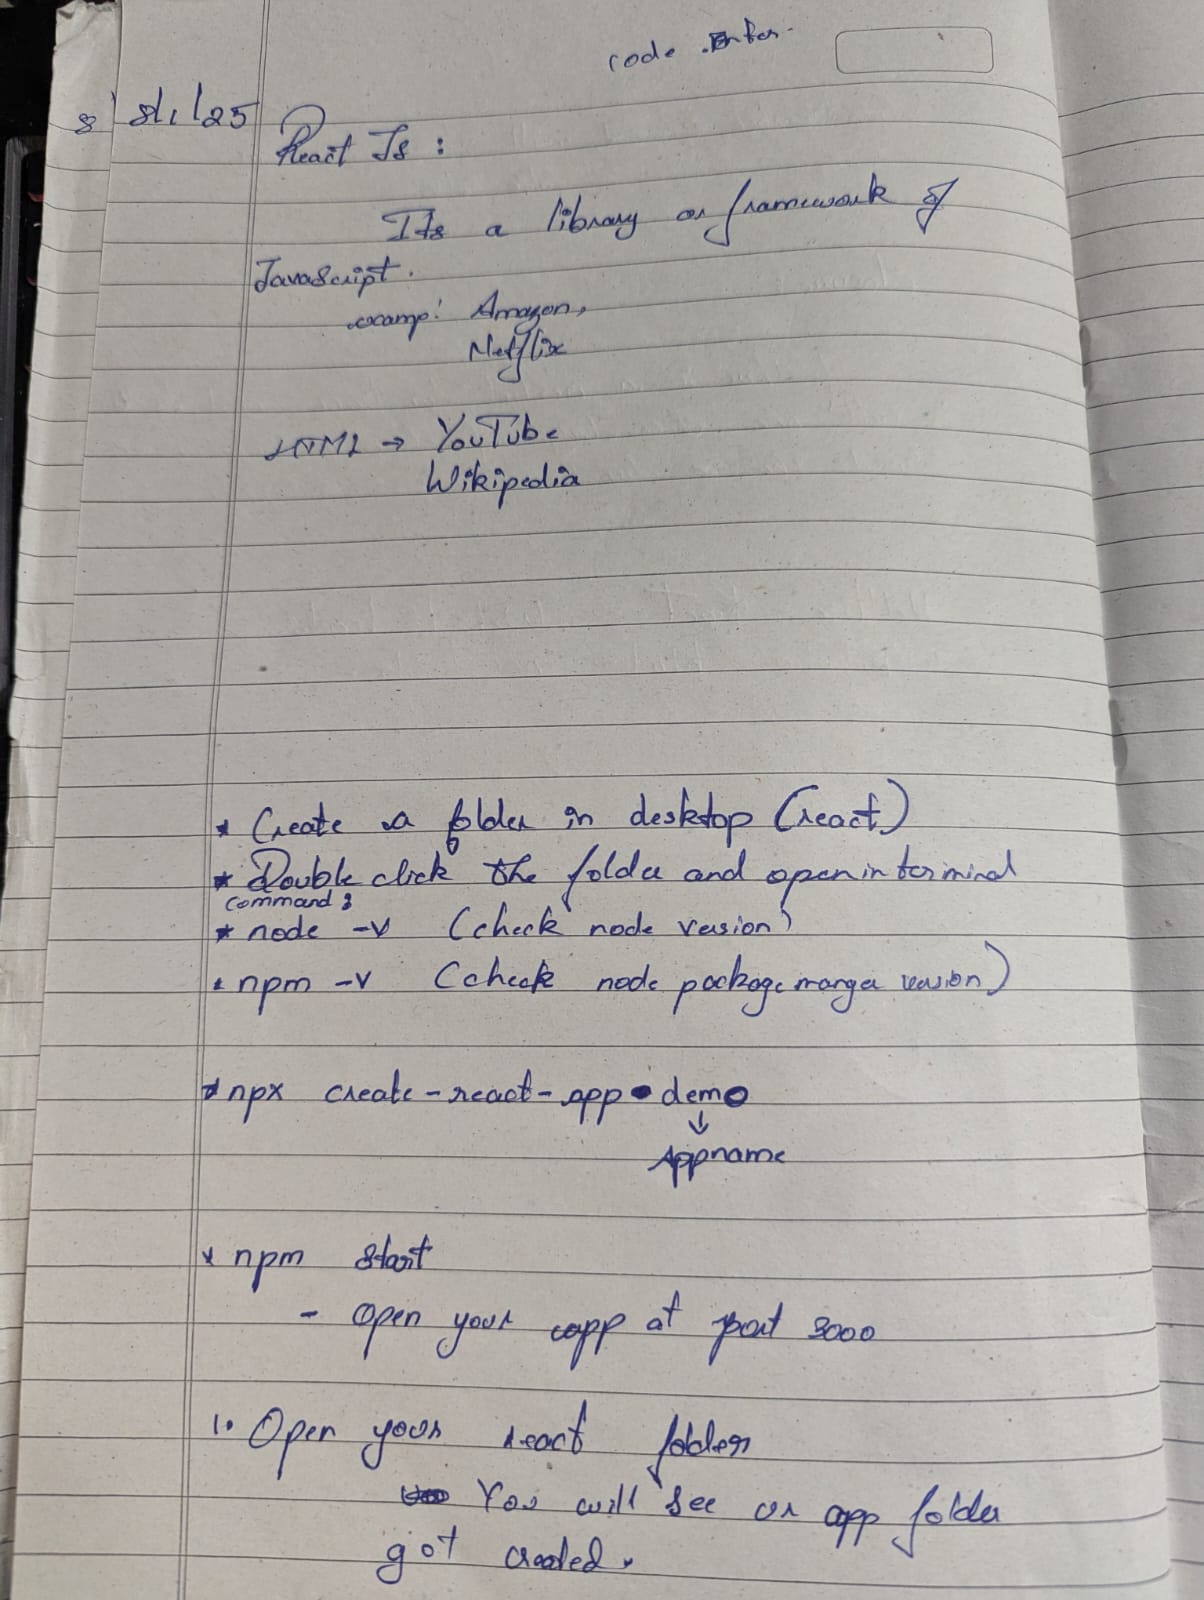 code Enter.
8 8/1/25
React Js :
Its a library or framework of
JavaScript.
examp: Amazon,
Netflix
HTML → YouTube
Wikipedia
* Create a folder in desktop (react)
* Double click the folder and open in terminal
command:
* node -v (check node version)
* npm -v (check node package manger version)
* npx create-react-app demo
↓
Appname
* npm start
- Open your app at port 3000
1. Open your react folder
You will see an app folder
got created.